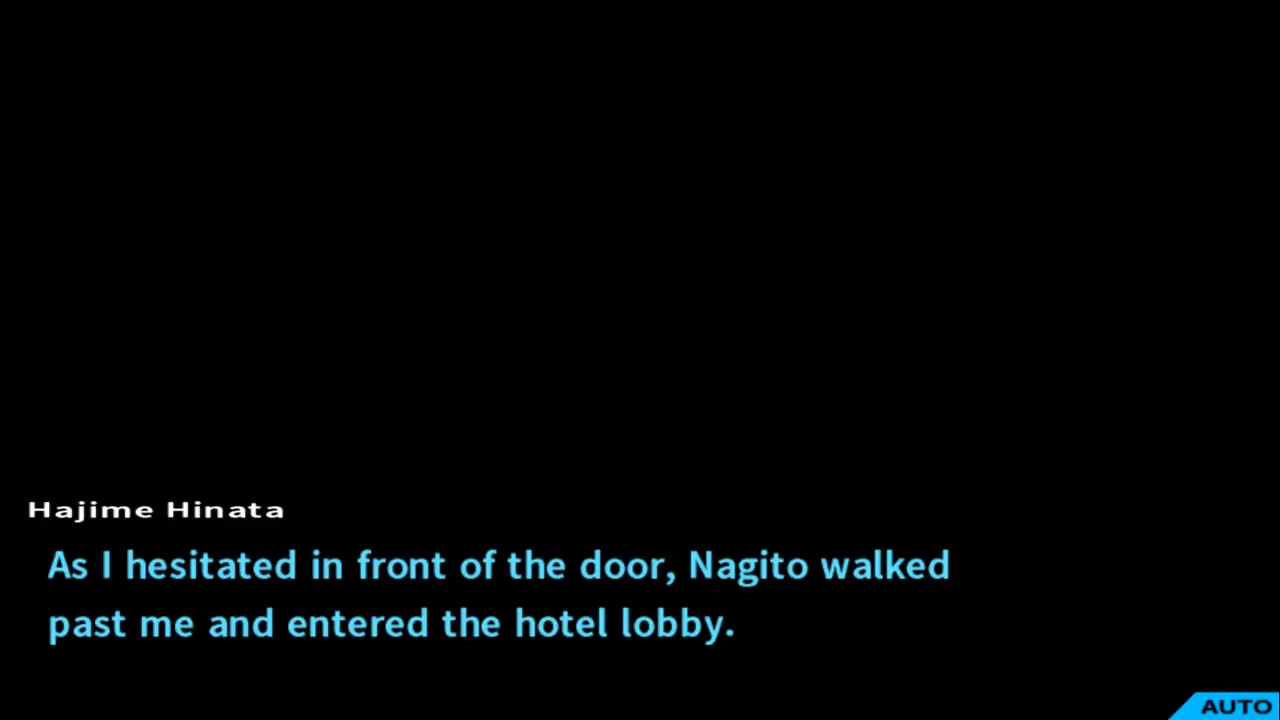 Hajime Hinata
As I hesitated in front of the door, Nagito walked
past me and entered the hotel lobby.
AUTO